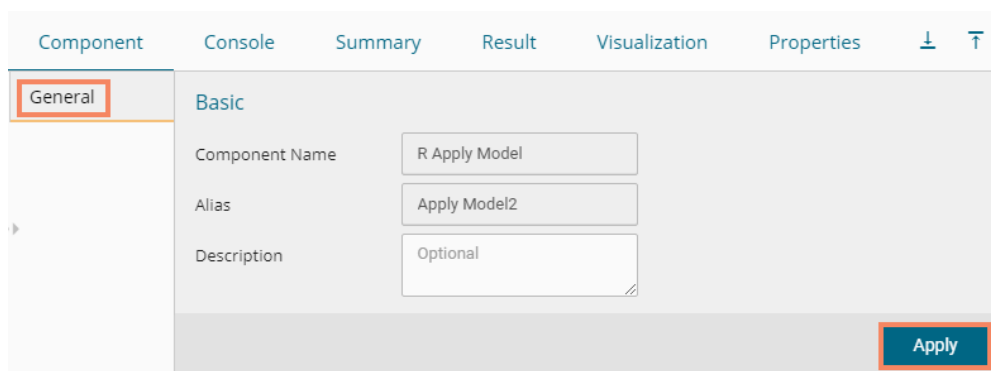 Component Console Summary Result Visualization Properties
General
Basic
Component Name R Apply Model
Alias Apply Model2
Description Optional
Apply